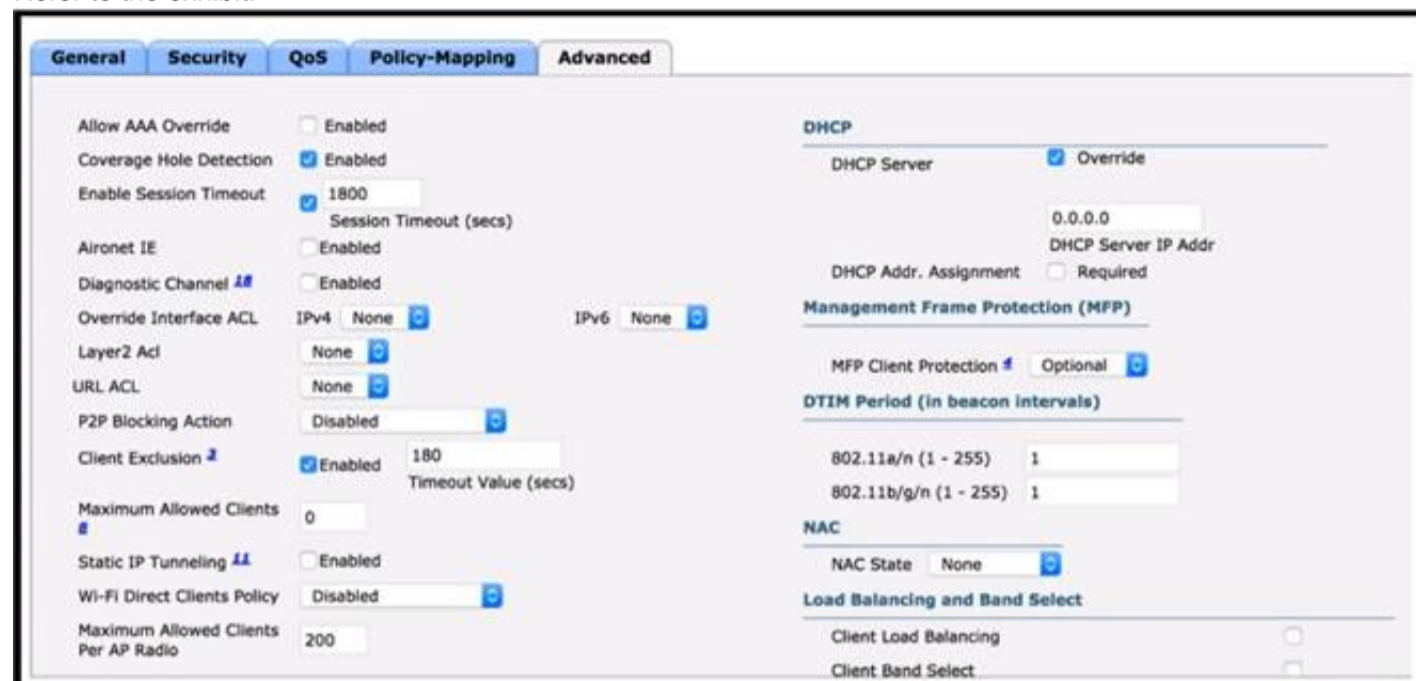 General Security QoS Policy-Mapping Advanced
Allow AAA Override Enabled
Coverage Hole Detection Enabled
Enable Session Timeout 1800
Session Timeout (secs)
Aironet IE Enabled
Diagnostic Channel 18 Enabled
Override Interface ACL IPv4 None IPv6 None
Layer2 Acl None
URL ACL None
P2P Blocking Action Disabled
Client Exclusion 3 Enabled 180
Timeout Value (secs)
Maximum Allowed Clients
8
0
Static IP Tunneling 11 Enabled
Wi-Fi Direct Clients Policy Disabled
Maximum Allowed Clients
Per AP Radio
200
DHCP
DHCP Server Override
0.0.0.0
DHCP Server IP Addr
DHCP Addr. Assignment Required
Management Frame Protection (MFP)
MFP Client Protection 4 Optional
DTIM Period (in beacon intervals)
802.11a/n (1 - 255) 1
802.11b/g/n (1 - 255) 1
NAC
NAC State None
Load Balancing and Band Select
Client Load Balancing
Client Band Select